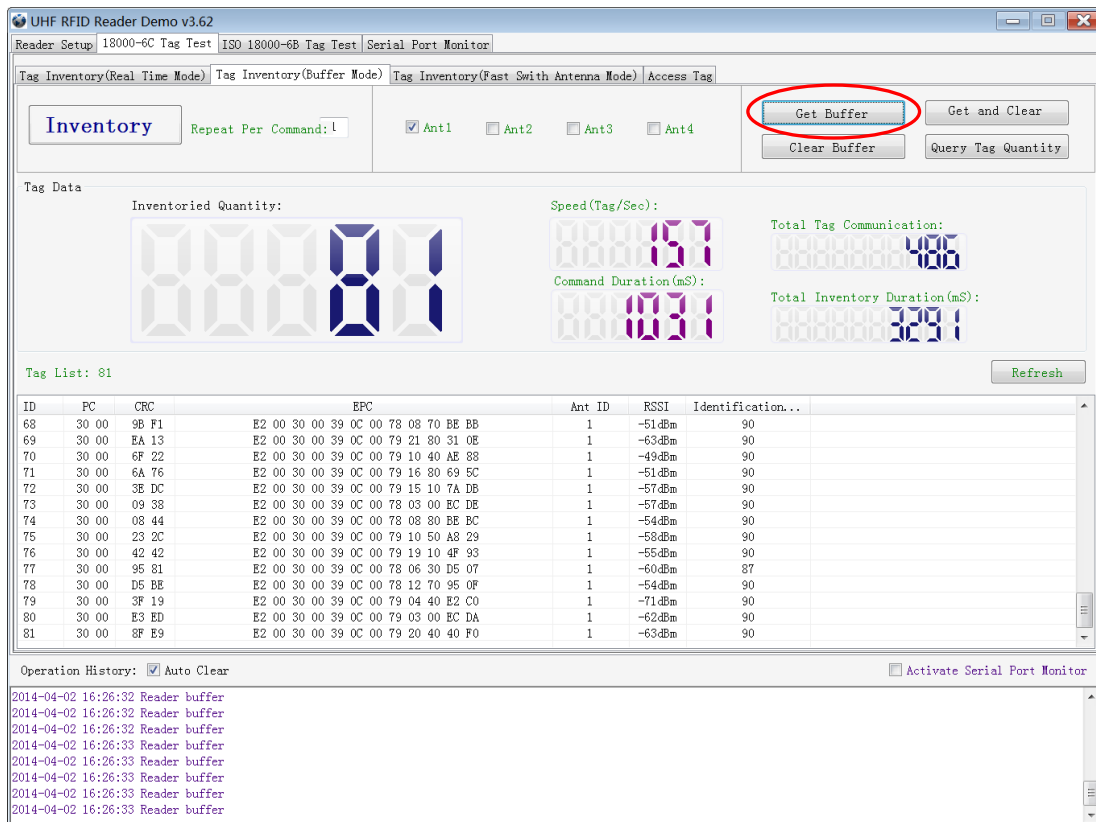 UHF RFID Reader Demo v3.62
Reader Setup 18000-6C Tag Test ISO 18000-6B Tag Test Serial Port Monitor
Tag Inventory(Real Time Mode) Tag Inventory(Buffer Mode) Tag Inventory(Fast Swith Antenna Mode) Access Tag
Inventory Repeat Per Command: Ant1 Ant2 Ant3 Ant4 Get Buffer Get and Clear
Clear Buffer Query Tag Quantity
Tag Data
Inventoried Quantity: Speed(Tag/Sec): Total Tag Communication:
81 157 486
Command Duration(mS): Total Inventory Duration(mS):
1031 3291
Tag List: 81 Refresh
ID PC CRC EPC Ant ID RSSI Identification...
68 30 00 9B F1 E2 00 30 00 39 0C 00 78 08 70 BE BB 1 -51dBm 90
69 30 00 EA 13 E2 00 30 00 39 0C 00 79 21 80 31 0E 1 -63dBm 90
70 30 00 6F 22 E2 00 30 00 39 0C 00 79 10 40 AE 88 1 -49dBm 90
71 30 00 6A 76 E2 00 30 00 39 0C 00 79 16 80 69 5C 1 -51dBm 90
72 30 00 3E DC E2 00 30 00 39 0C 00 79 15 10 7A DB 1 -57dBm 90
73 30 00 09 38 E2 00 30 00 39 0C 00 78 03 00 EC DE 1 -57dBm 90
74 30 00 08 44 E2 00 30 00 39 0C 00 78 08 80 BE BC 1 -54dBm 90
75 30 00 23 2C E2 00 30 00 39 0C 00 79 10 50 A8 29 1 -58dBm 90
76 30 00 42 42 E2 00 30 00 39 0C 00 79 19 10 4F 93 1 -55dBm 90
77 30 00 95 81 E2 00 30 00 39 0C 00 78 06 30 D5 07 1 -60dBm 87
78 30 00 D5 BE E2 00 30 00 39 0C 00 78 12 70 95 0F 1 -54dBm 90
79 30 00 3F 19 E2 00 30 00 39 0C 00 79 04 40 E2 C0 1 -71dBm 90
80 30 00 E3 ED E2 00 30 00 39 0C 00 79 03 00 EC DA 1 -62dBm 90
81 30 00 8F E9 E2 00 30 00 39 0C 00 79 20 40 40 F0 1 -63dBm 90
Operation History: Auto Clear Activate Serial Port Monitor
2014-04-02 16:26:32 Reader buffer
2014-04-02 16:26:32 Reader buffer
2014-04-02 16:26:32 Reader buffer
2014-04-02 16:26:33 Reader buffer
2014-04-02 16:26:33 Reader buffer
2014-04-02 16:26:33 Reader buffer
2014-04-02 16:26:33 Reader buffer
2014-04-02 16:26:33 Reader buffer